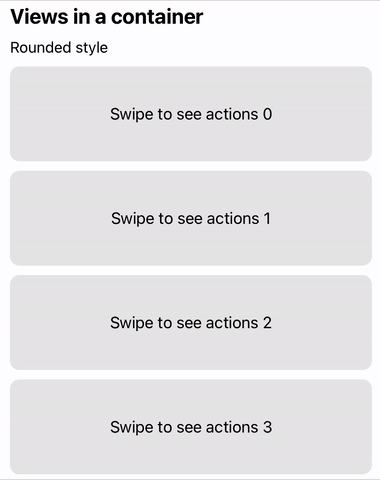 Views in a container
Rounded style
Swipe to see actions 0
Swipe to see actions 1
Swipe to see actions 2
Swipe to see actions 3